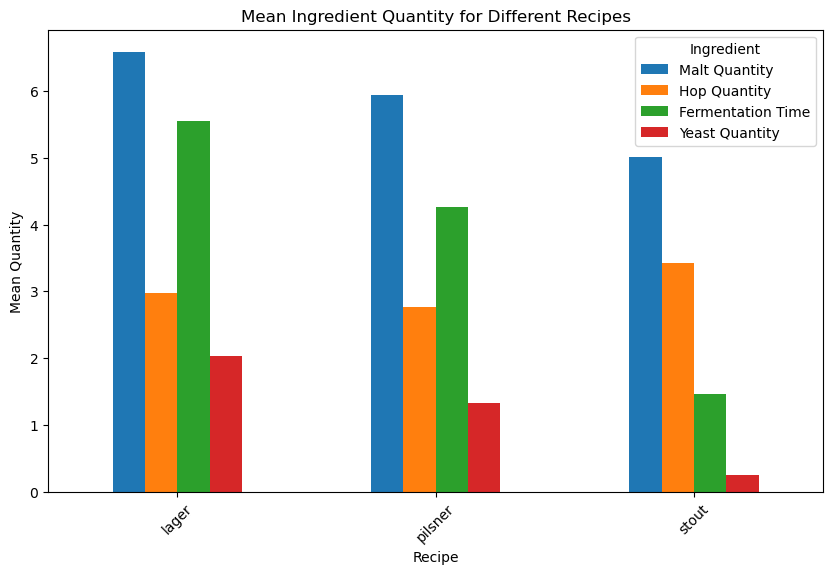 Mean Ingredient Quantity for Different Recipes
Ingredient
Malt Quantity
Hop Quantity
Fermentation Time
Yeast Quantity
Mean Quantity
6
5
4
3
2
1
0
lager
pilsner
stout
Recipe